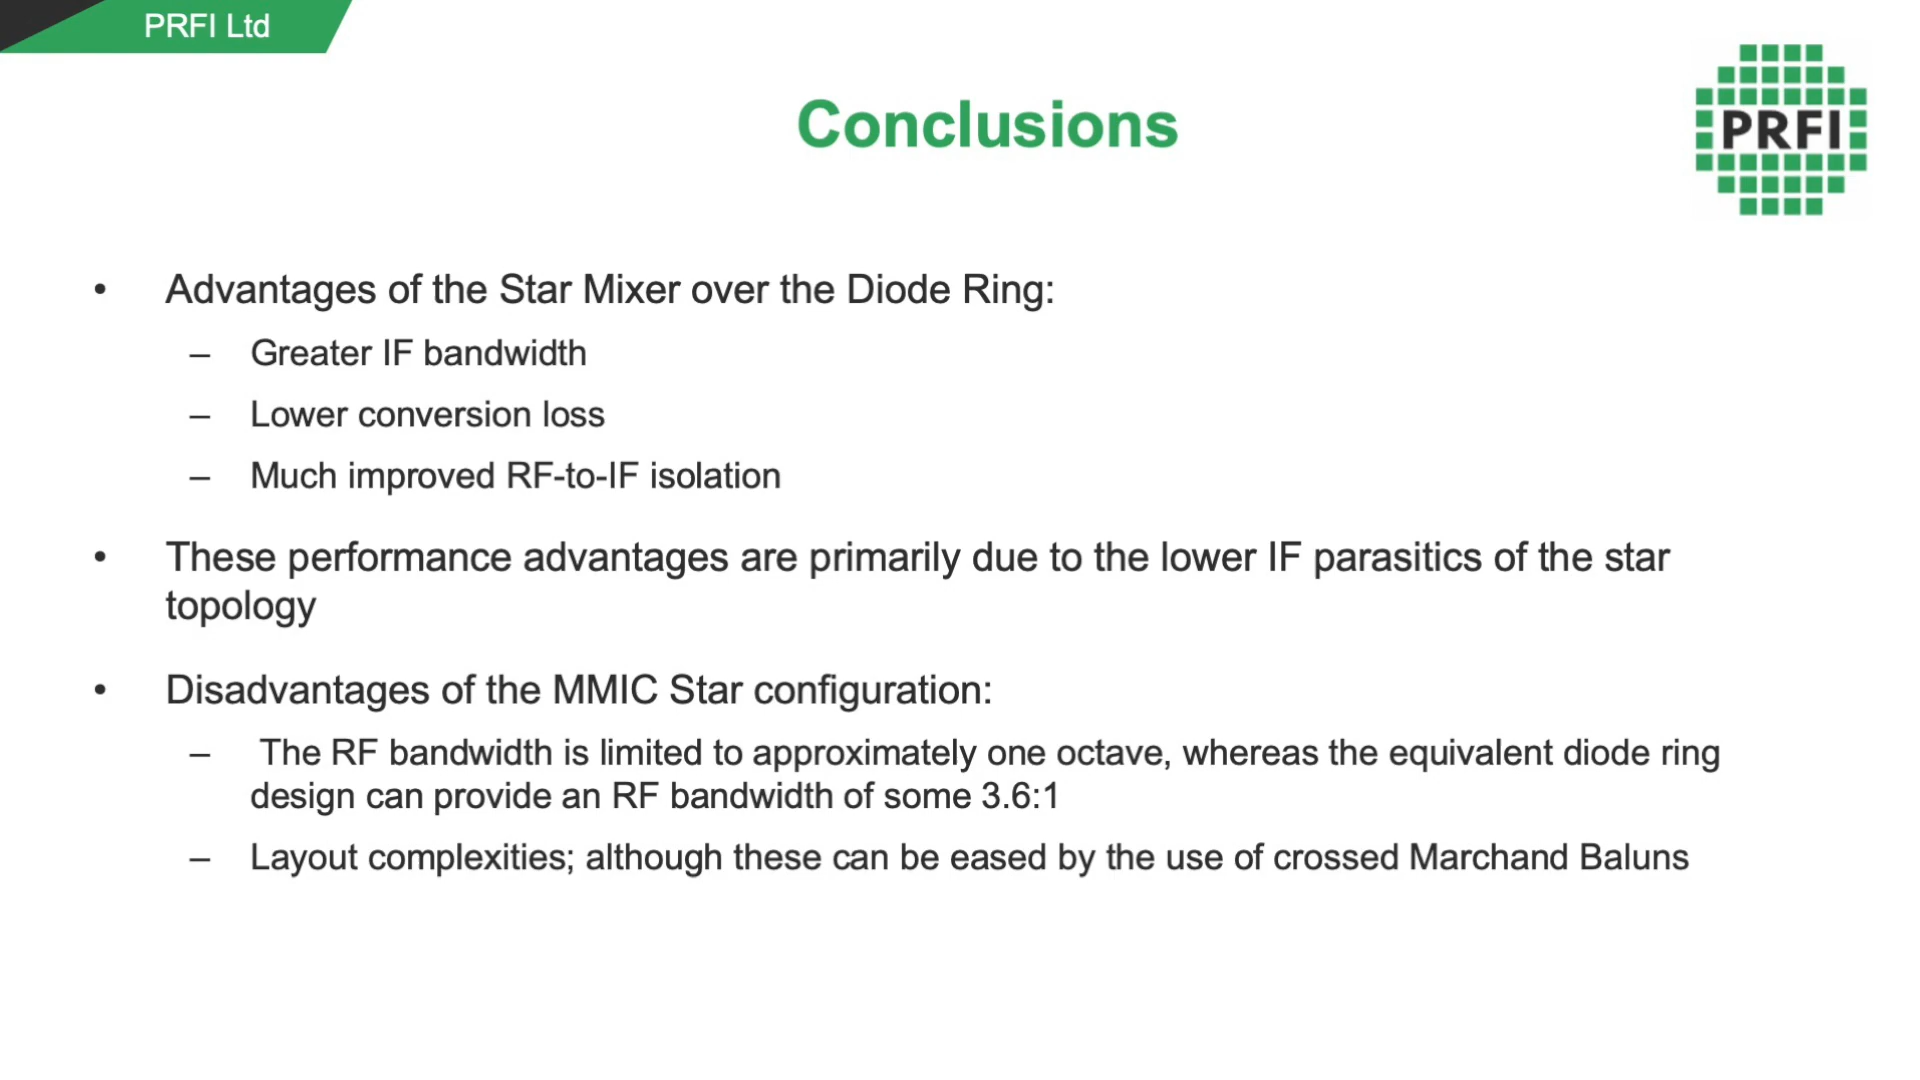 PRFI Ltd
Conclusions
PRFI
• Advantages of the Star Mixer over the Diode Ring:
– Greater IF bandwidth
– Lower conversion loss
– Much improved RF-to-IF isolation
• These performance advantages are primarily due to the lower IF parasitics of the star
topology
• Disadvantages of the MMIC Star configuration:
– The RF bandwidth is limited to approximately one octave, whereas the equivalent diode ring
design can provide an RF bandwidth of some 3.6:1
– Layout complexities; although these can be eased by the use of crossed Marchand Baluns